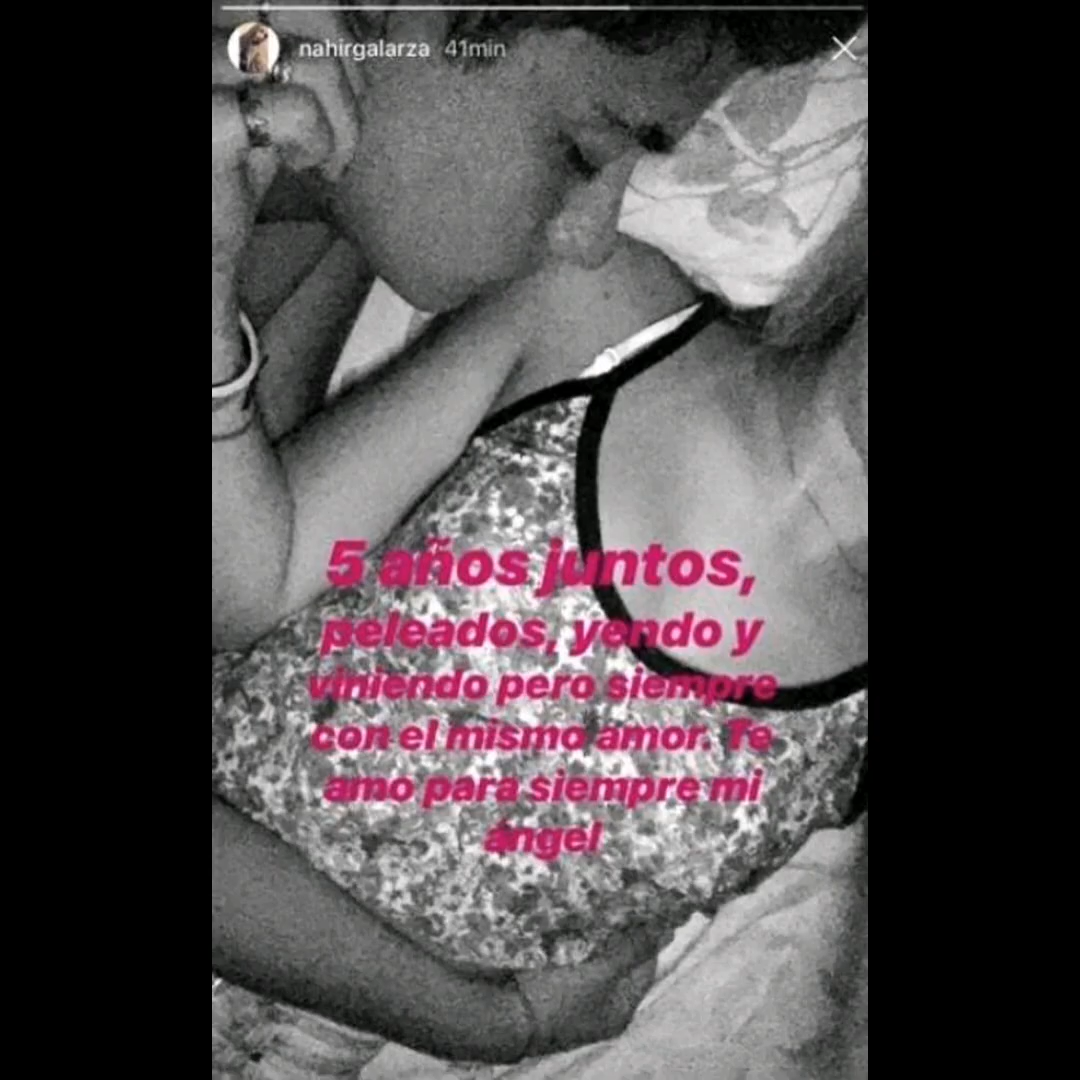 nahirgalarza 41min
5 años juntos,
peleados, yendo y
viniendo pero siempre
con el mismo amor. Te
amo para siempre mi
ángel